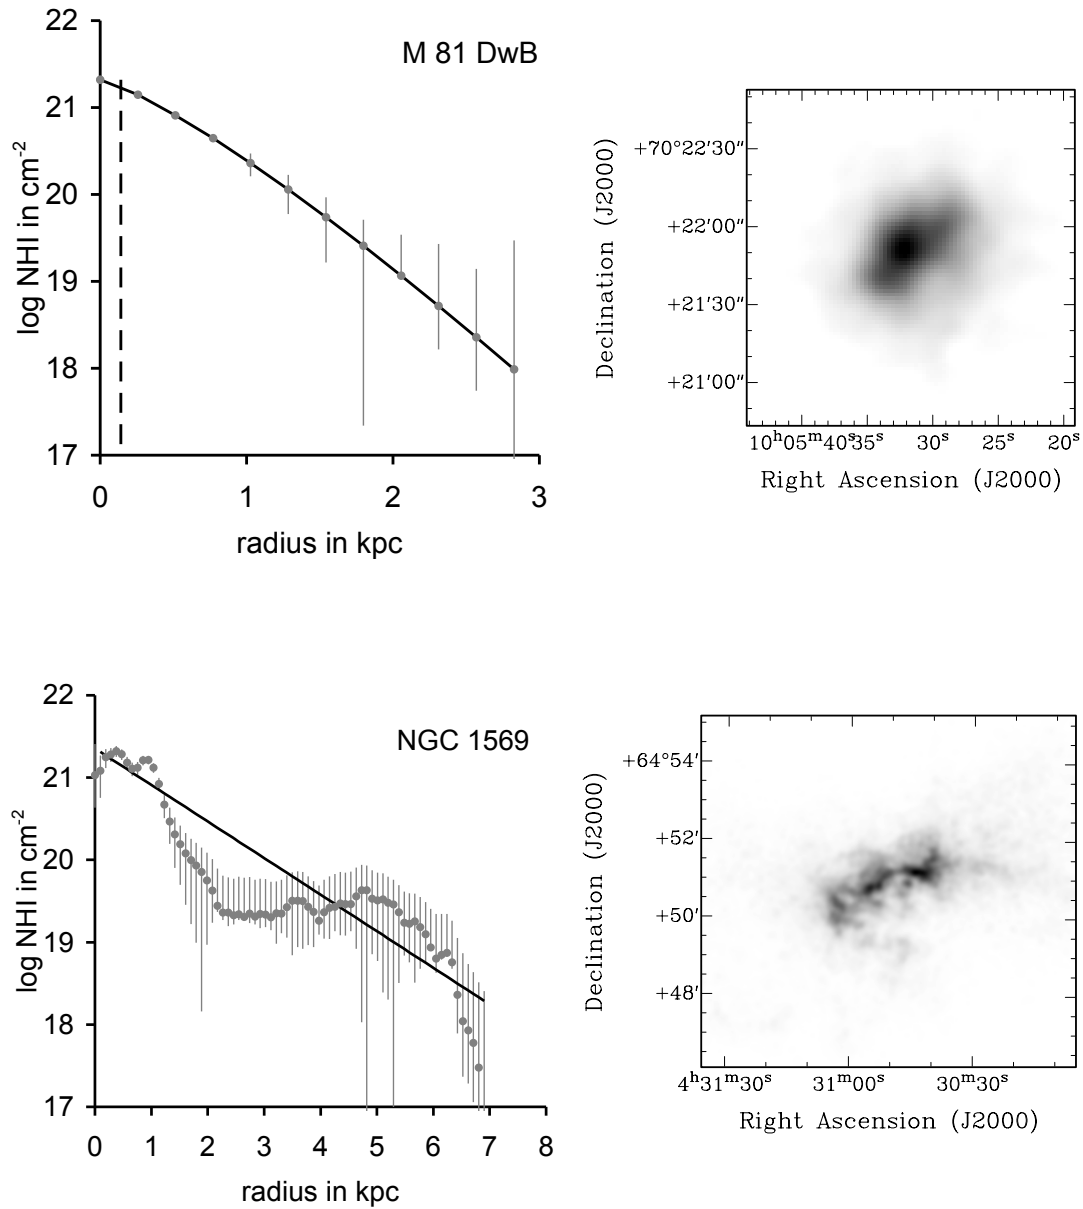 M 81 DwB
22
21
20
19
18
17
log NHI in cm-2
0 1 2 3
radius in kpc
+70°22′30″
+22′00″
+21′30″
+21′00″
Declination (J2000)
10h05m40s35s 30s 25s 20s
Right Ascension (J2000)
NGC 1569
22
21
20
19
18
17
log NHI in cm-2
0 1 2 3 4 5 6 7 8
radius in kpc
+64°54′
+52′
+50′
+48′
Declination (J2000)
4h31m30s 31m00s 30m30s
Right Ascension (J2000)